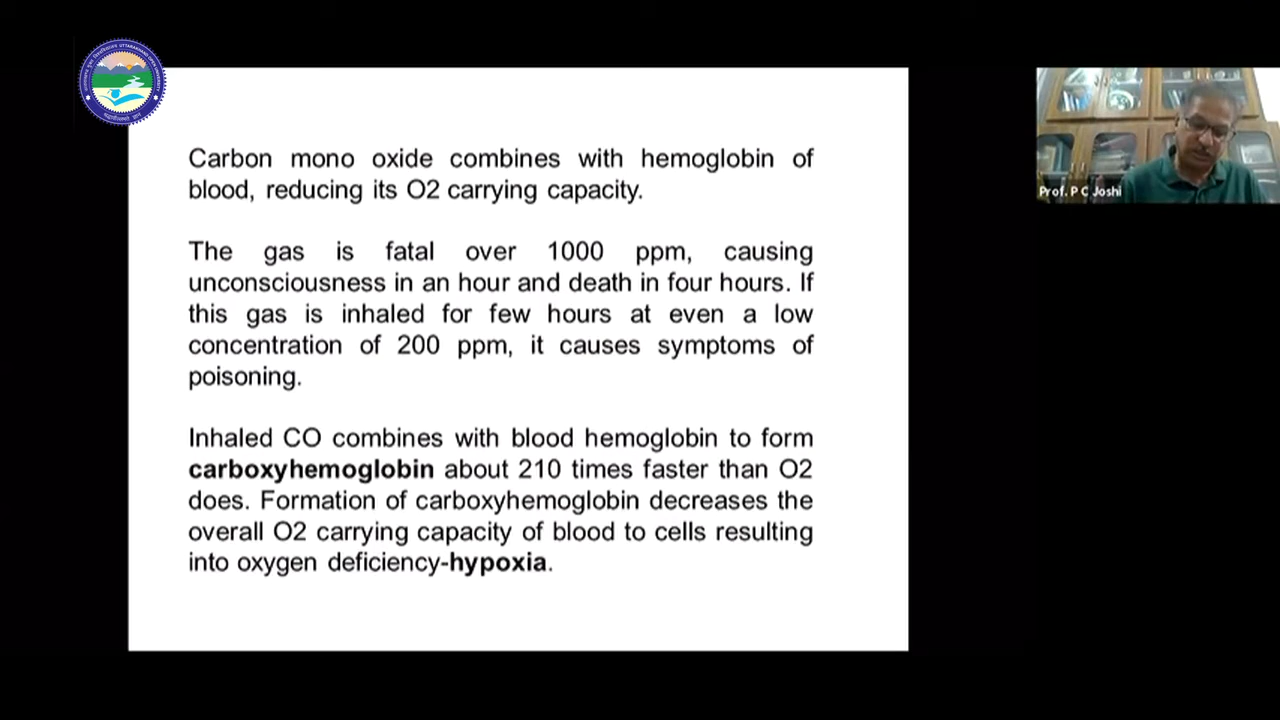 Carbon mono oxide combines with hemoglobin of
blood, reducing its O2 carrying capacity.
The gas is fatal over 1000 ppm, causing
unconsciousness in an hour and death in four hours. If
this gas is inhaled for few hours at even a low
concentration of 200 ppm, it causes symptoms of
poisoning.
Inhaled CO combines with blood hemoglobin to form
carboxyhemoglobin about 210 times faster than O2
does. Formation of carboxyhemoglobin decreases the
overall O2 carrying capacity of blood to cells resulting
into oxygen deficiency-hypoxia.
Prof. P C Joshi